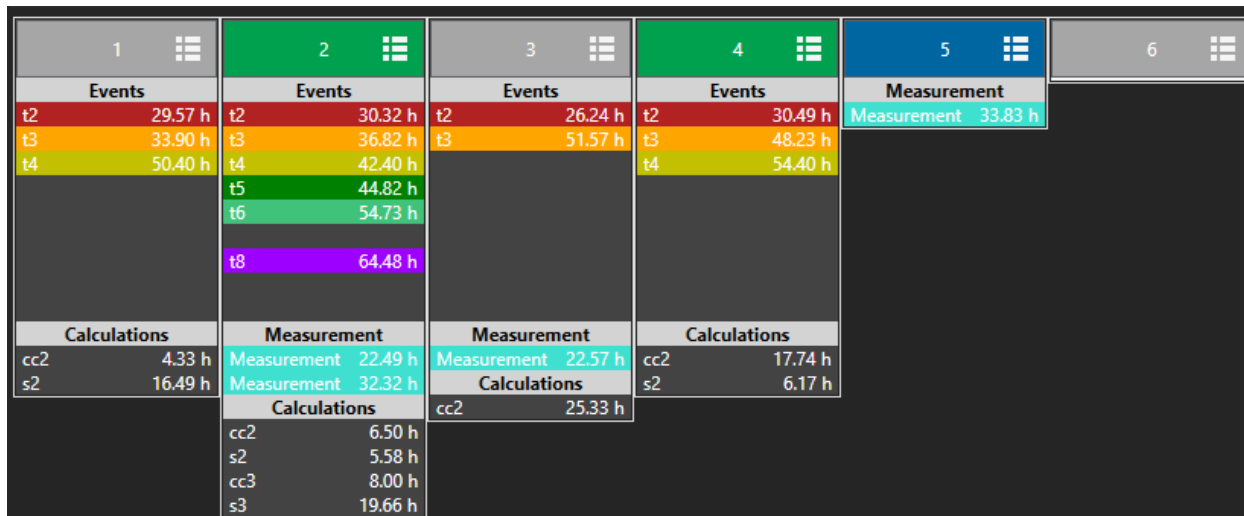 1
Events
t2 29.57 h
t3 33.90 h
t4 50.40 h
Calculations
cc2 4.33 h
s2 16.49 h
2
Events
t2 30.32 h
t3 36.82 h
t4 42.40 h
t5 44.82 h
t6 54.73 h
t8 64.48 h
Measurement
Measurement 22.49 h
Measurement 32.32 h
Calculations
cc2 6.50 h
s2 5.58 h
cc3 8.00 h
s3 19.66 h
3
Events
t2 26.24 h
t3 51.57 h
Measurement
Measurement 22.57 h
Calculations
cc2 25.33 h
4
Events
t2 30.49 h
t3 48.23 h
t4 54.40 h
Calculations
cc2 17.74 h
s2 6.17 h
5
Measurement
Measurement 33.83 h
6